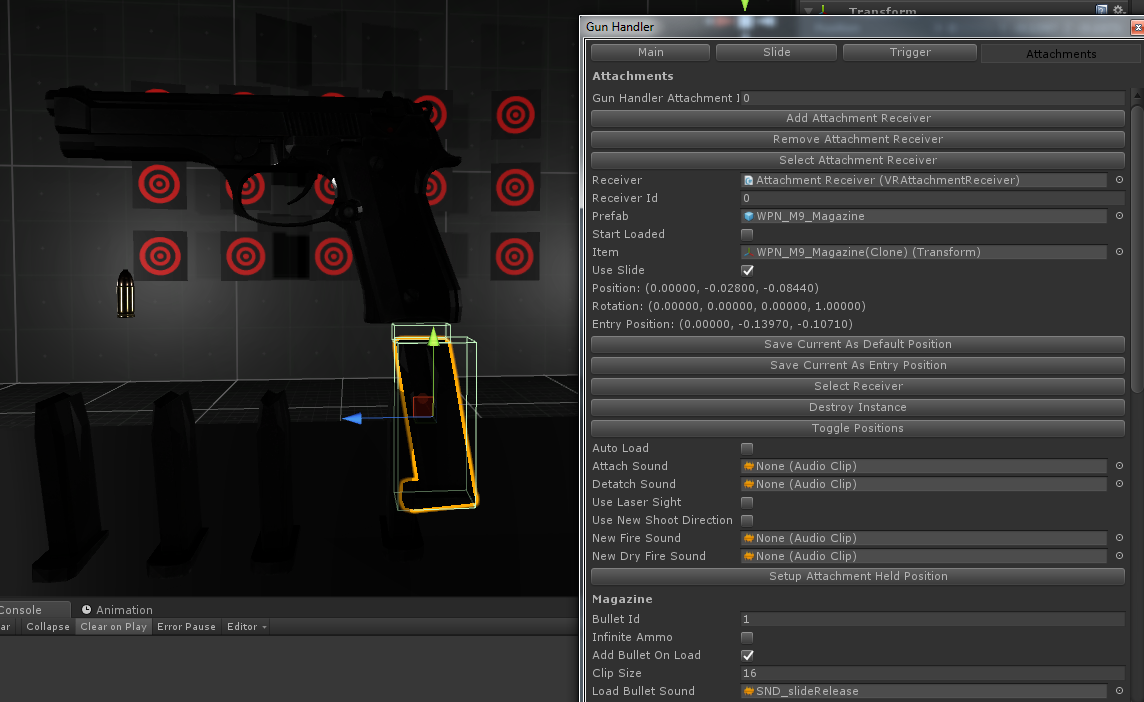 Transform
Gun Handler
Main Slide Trigger Attachments
Attachments
Gun Handler Attachment I 0
Add Attachment Receiver
Remove Attachment Receiver
Select Attachment Receiver
Receiver Attachment Receiver (VRAttachmentReceiver)
Receiver Id 0
Prefab WPN_M9_Magazine
Start Loaded
Item WPN_M9_Magazine(Clone) (Transform)
Use Slide
Position: (0.00000, -0.02800, -0.08440)
Rotation: (0.00000, 0.00000, 0.00000, 1.00000)
Entry Position: (0.00000, -0.13970, -0.10710)
Save Current As Default Position
Save Current As Entry Position
Select Receiver
Destroy Instance
Toggle Positions
Auto Load
Attach Sound None (Audio Clip)
Detatch Sound None (Audio Clip)
Use Laser Sight
Use New Shoot Direction
New Fire Sound None (Audio Clip)
New Dry Fire Sound None (Audio Clip)
Setup Attachment Held Position
Magazine
Bullet Id 1
Infinite Ammo
Add Bullet On Load
Clip Size 16
Load Bullet Sound SND_slideRelease
Console Animation
ar Collapse Clear on Play Error Pause Editor